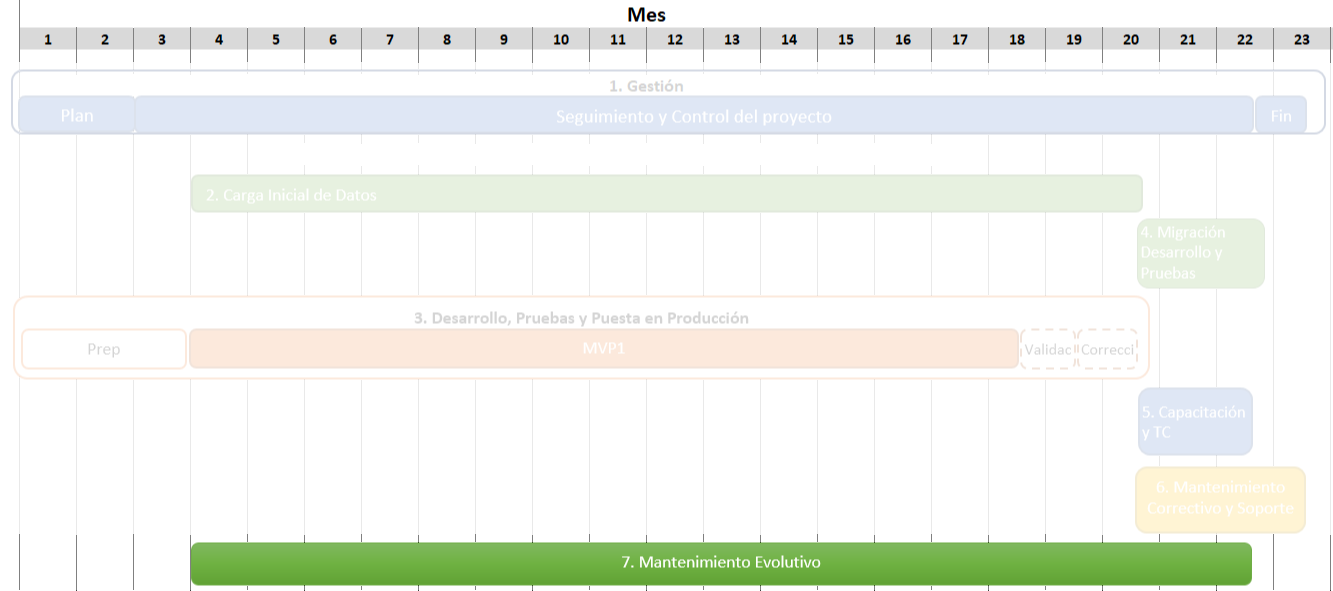 Mes
1 2 3 4 5 6 7 8 9 10 11 12 13 14 15 16 17 18 19 20 21 22 23
1. Gestión
Plan Seguimiento y Control del proyecto Fin
2. Carga Inicial de Datos
4. Migración
Desarrollo y
Pruebas
3. Desarrollo, Pruebas y Puesta en Producción
Prep MVP1 Validac Correcci
5. Capacitación
y TC
6. Mantenimiento
Correctivo y Soporte
7. Mantenimiento Evolutivo